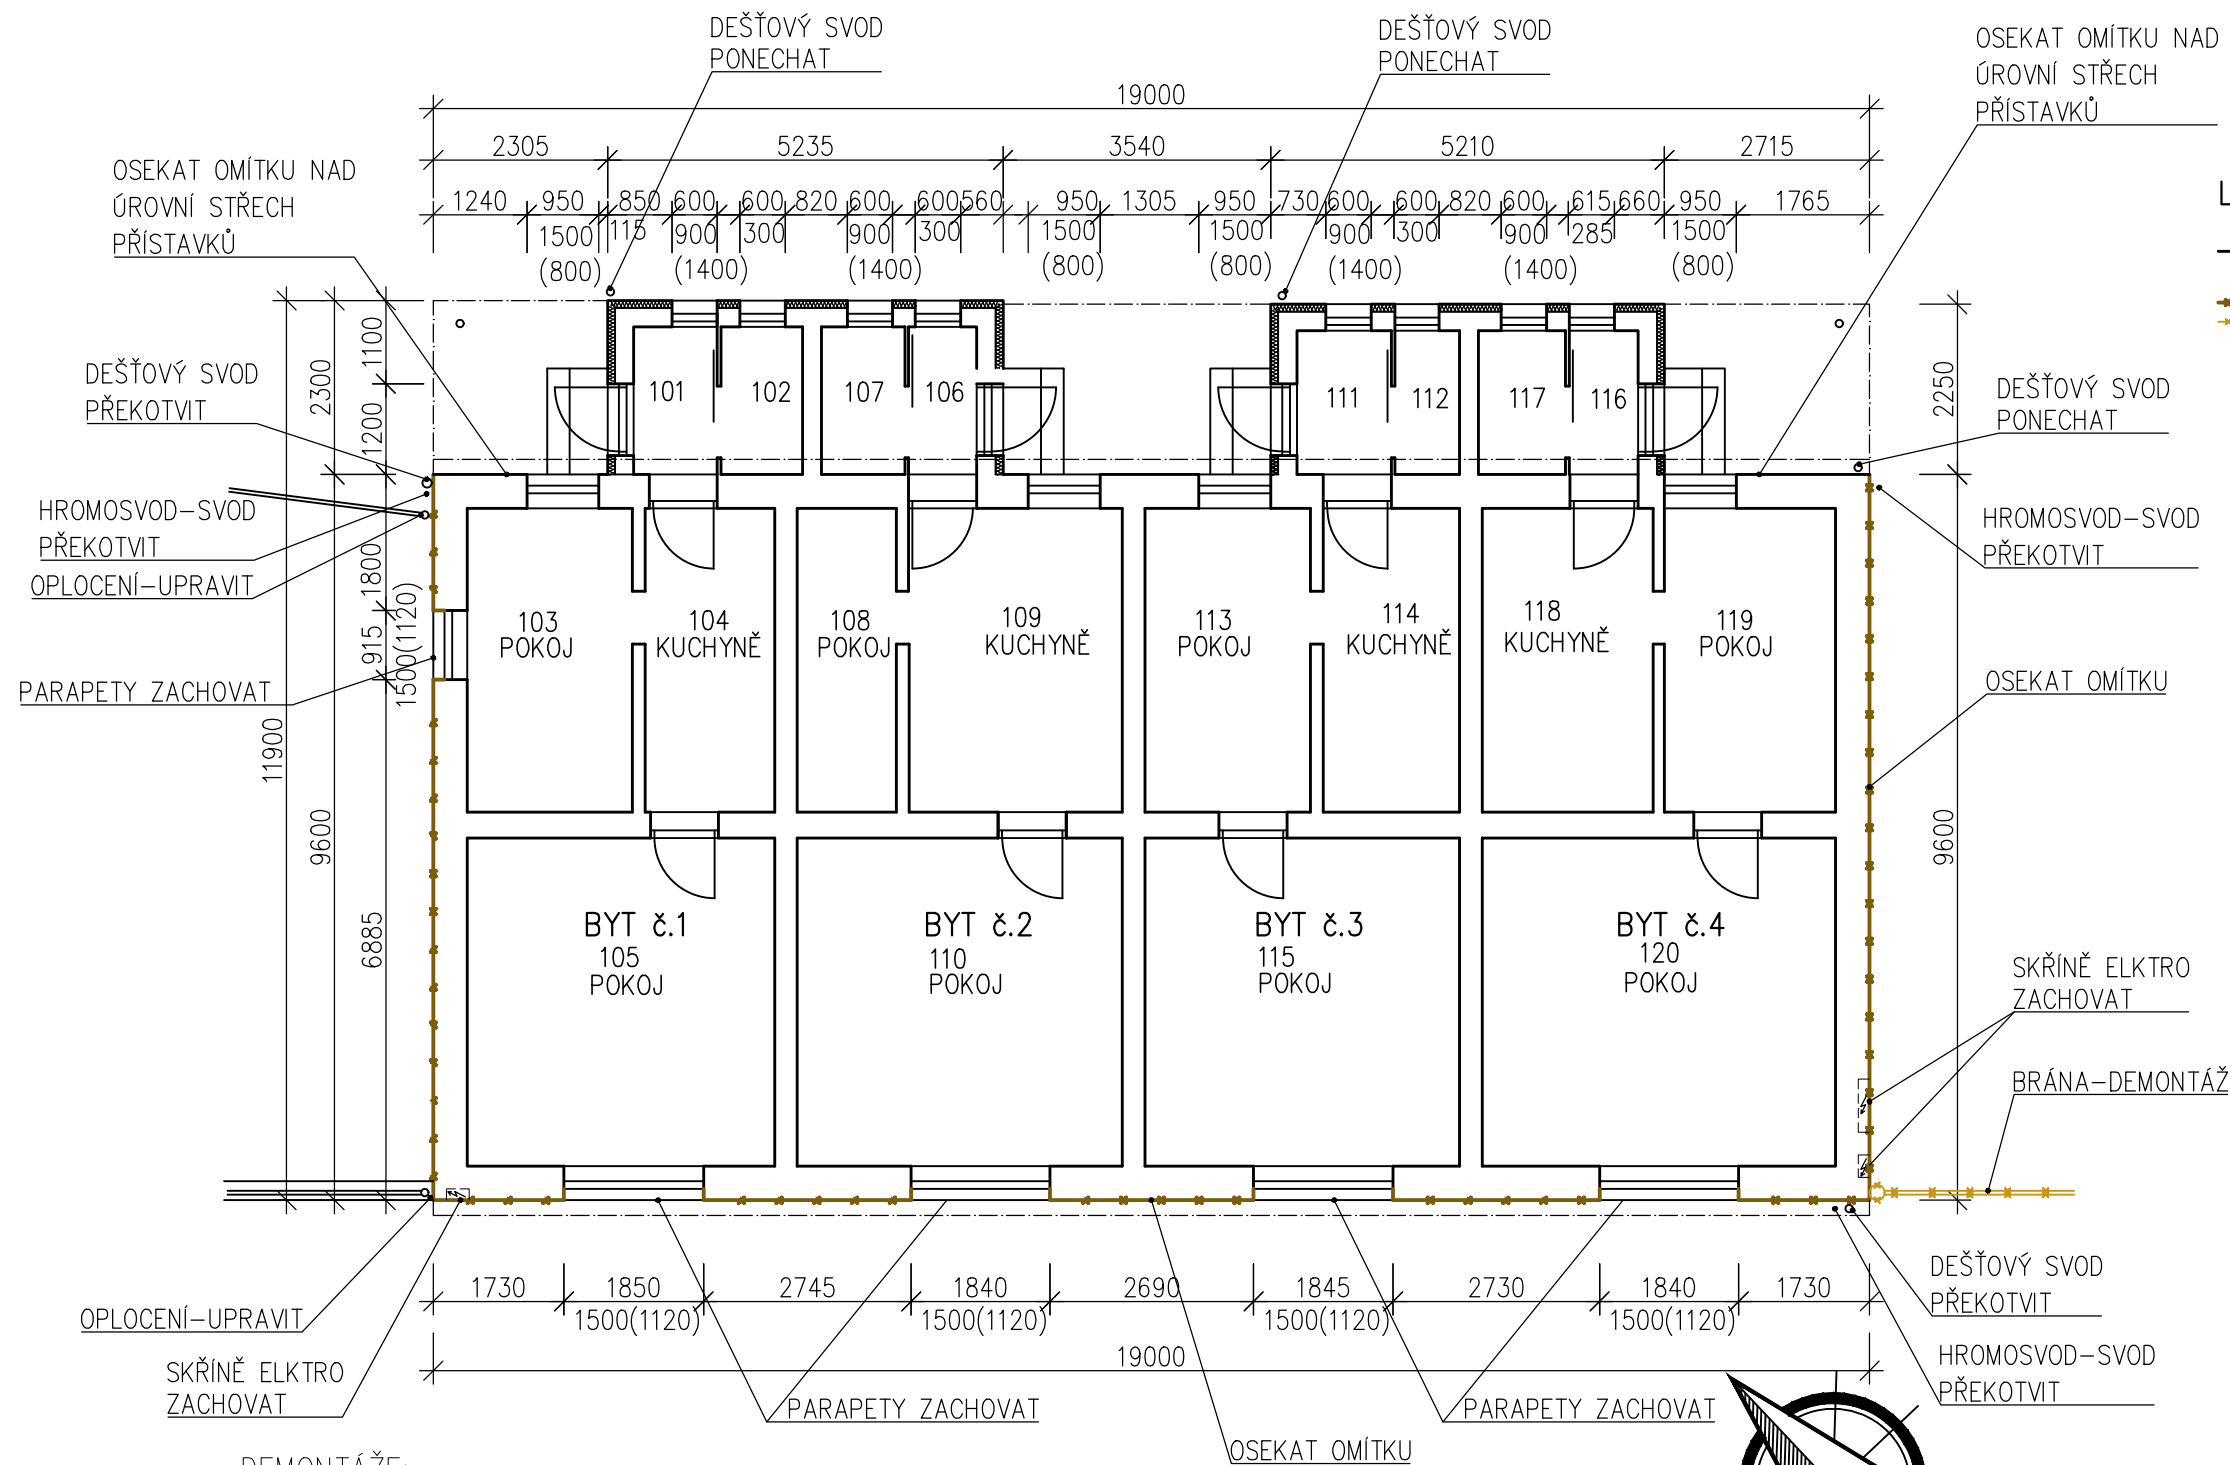 DEŠŤOVÝ SVOD
PONECHAT
DEŠŤOVÝ SVOD
PONECHAT
OSEKAT OMÍTKU NAD
ÚROVNÍ STŘECH
PŘÍSTAVKŮ
19000
2305 5235 3540 5210 2715
OSEKAT OMÍTKU NAD
ÚROVNÍ STŘECH
PŘÍSTAVKŮ
1240 950 850 600 600 820 600 600 560 950 1305 950 730 600 600 820 600 615 660 950 1765
1500 115 900 300 900 300 1500 1500 900 300 900 285 1500
(800) (1400) (1400) (800) (800) (1400) (1400) (800)
L
1100
2300
1200
2250
DEŠŤOVÝ SVOD
PŘEKOTVIT
101 102 107 106 111 112 117 116
DEŠŤOVÝ SVOD
PONECHAT
HROMOSVOD-SVOD
PŘEKOTVIT
OPLOCENÍ-UPRAVIT
HROMOSVOD-SVOD
PŘEKOTVIT
1800
915
1500(1120)
103
POKOJ
104
KUCHYNĚ
108
POKOJ
109
KUCHYNĚ
113
POKOJ
114
KUCHYNĚ
118
KUCHYNĚ
119
POKOJ
PARAPETY ZACHOVAT
OSEKAT OMÍTKU
11900
9600
6885
9600
BYT č.1
105
POKOJ
BYT č.2
110
POKOJ
BYT č.3
115
POKOJ
BYT č.4
120
POKOJ
SKŘÍNĚ ELKTRO
ZACHOVAT
BRÁNA-DEMONTÁŽ
1730 1850 2745 1840 2690 1845 2730 1840 1730
1500(1120) 1500(1120) 1500(1120) 1500(1120)
19000
DEŠŤOVÝ SVOD
PŘEKOTVIT
OPLOCENÍ-UPRAVIT
SKŘÍNĚ ELKTRO
ZACHOVAT
HROMOSVOD-SVOD
PŘEKOTVIT
PARAPETY ZACHOVAT
PARAPETY ZACHOVAT
OSEKAT OMÍTKU
DEMONTÁŽE: